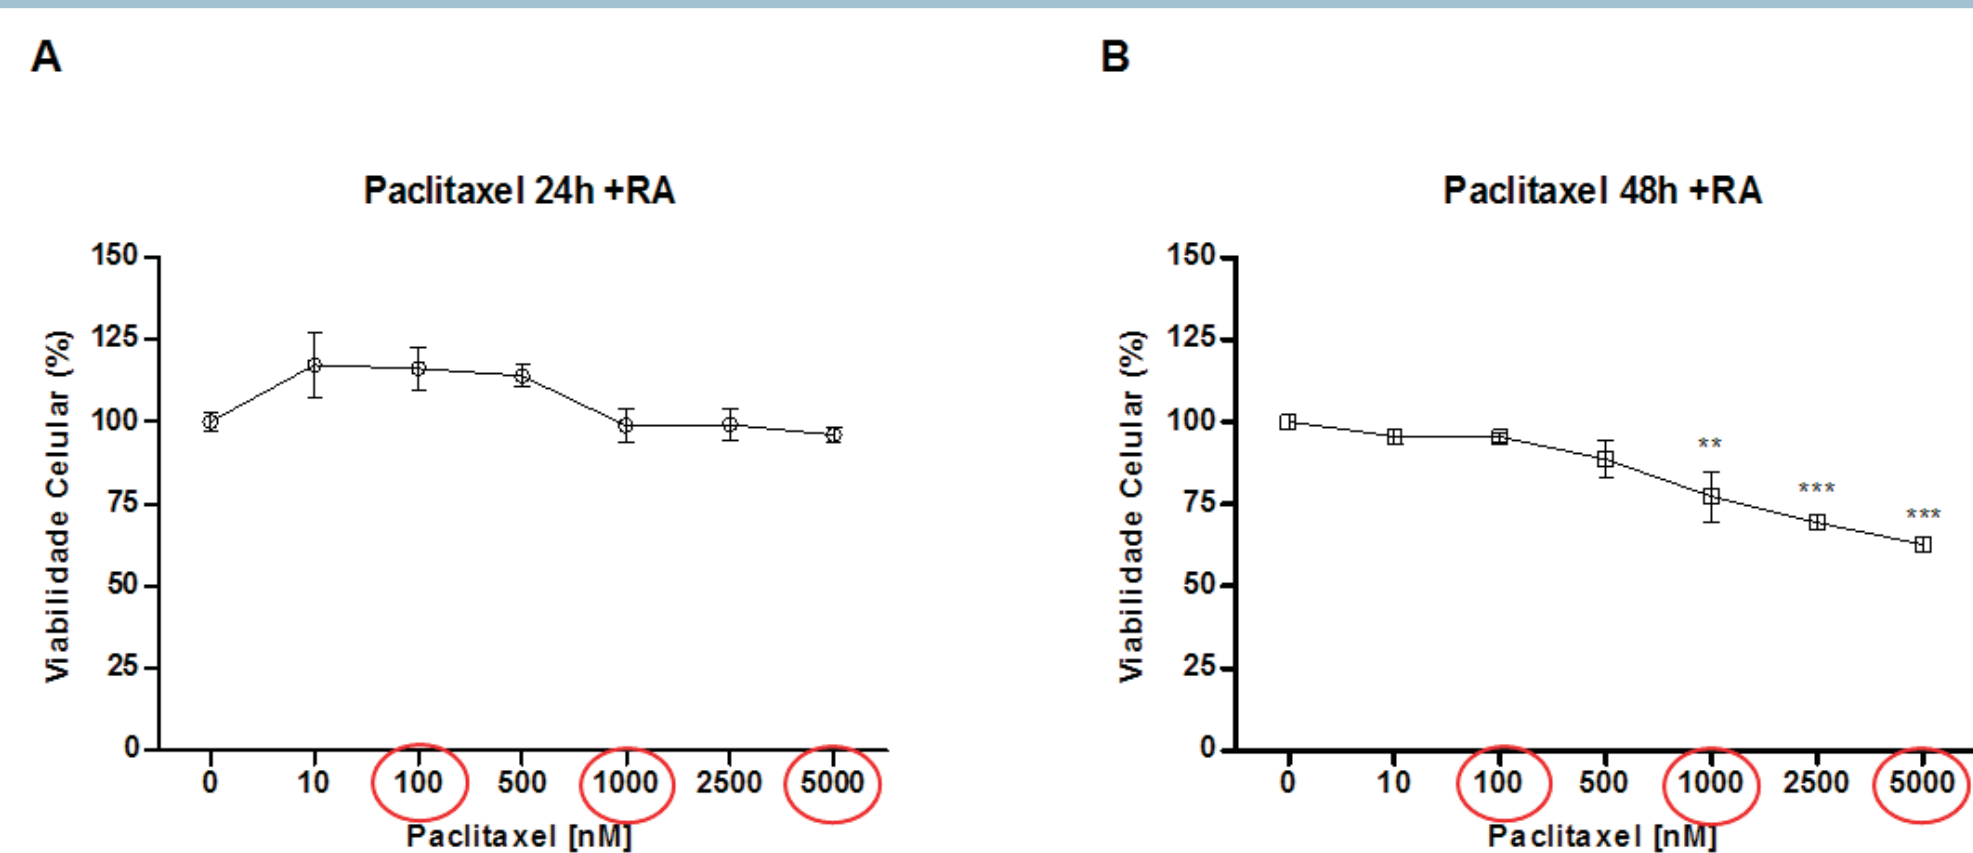 A
Paclitaxel 24h +RA
Viabilidade Celular (%)
150
125
100
75
50
25
0
0 10 100 500 1000 2500 5000
Paclitaxel [nM]
B
Paclitaxel 48h +RA
Viabilidade Celular (%)
150
125
100
75
50
25
0
**
***
***
0 10 100 500 1000 2500 5000
Paclitaxel [nM]